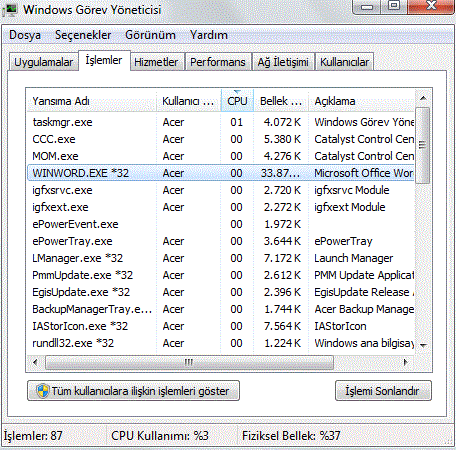 Windows Görev Yöneticisi
Dosya Seçenekler Görünüm Yardım
Uygulamalar İşlemler Hizmetler Performans Ağ İletişimi Kullanıcılar
Yansıma Adı Kullanıcı ... CPU Bellek ... Açıklama
taskmgr.exe Acer 01 4.072 K Windows Görev Yöne
CCC.exe Acer 00 5.380 K Catalyst Control Cen
MOM.exe Acer 00 4.276 K Catalyst Control Cen
WINWORD.EXE *32 Acer 00 33.87... Microsoft Office Wor
igfxsrvc.exe Acer 00 2.720 K igfxsrvc Module
igfxext.exe Acer 00 2.272 K igfxext Module
ePowerEvent.exe 00 1.972 K
ePowerTray.exe Acer 00 3.644 K ePowerTray
LManager.exe *32 Acer 00 7.172 K Launch Manager
PmmUpdate.exe *32 Acer 00 2.612 K PMM Update Applicat
EgisUpdate.exe *32 Acer 00 2.396 K EgisUpdate Release
BackupManagerTray.e... Acer 00 1.744 K Acer Backup Manage
IAStorIcon.exe *32 Acer 00 7.564 K IAStorIcon
rundll32.exe *32 Acer 00 1.224 K Windows ana bilgisay
Tüm kullanıcılara ilişkin işlemleri göster İşlemi Sonlandır
İşlemler: 87 CPU Kullanımı: %3 Fiziksel Bellek: %37